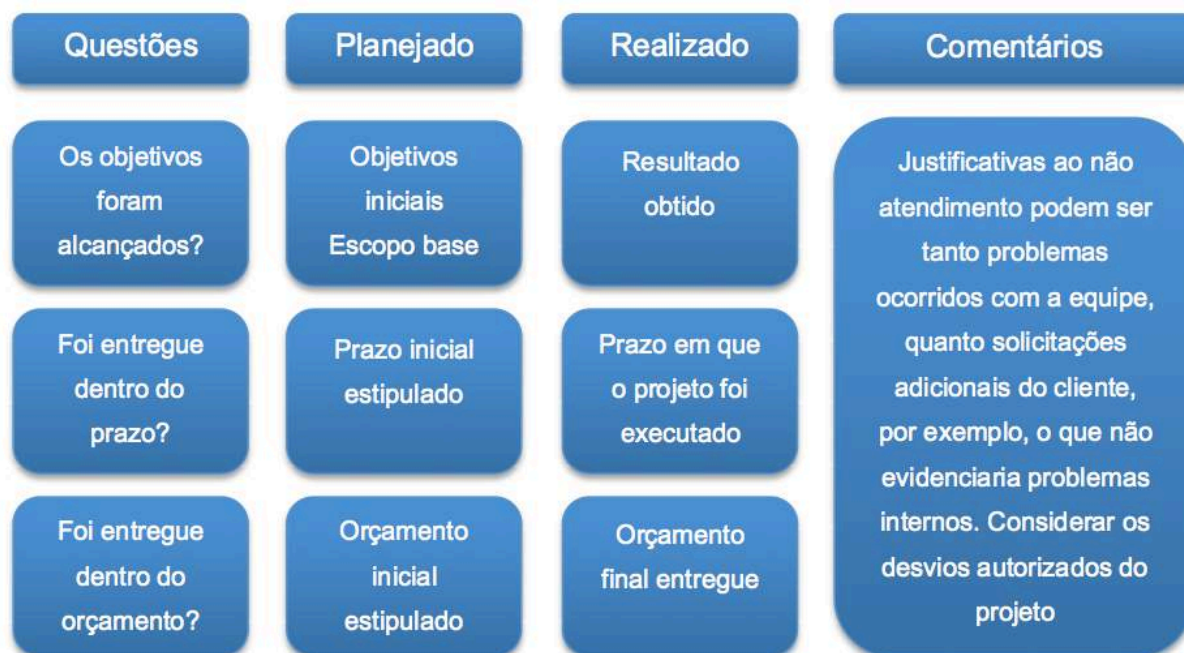 Questões
Planejado
Realizado
Comentários
Os objetivos
foram
alcançados?
Objetivos
iniciais
Escopo base
Resultado
obtido
Justificativas ao não
atendimento podem ser
tanto problemas
ocorridos com a equipe,
quanto solicitações
adicionais do cliente,
por exemplo, o que não
evidenciaria problemas
internos. Considerar os
desvios autorizados do
projeto
Foi entregue
dentro do
prazo?
Prazo inicial
estipulado
Prazo em que
o projeto foi
executado
Foi entregue
dentro do
orçamento?
Orçamento
inicial
estipulado
Orçamento
final entregue